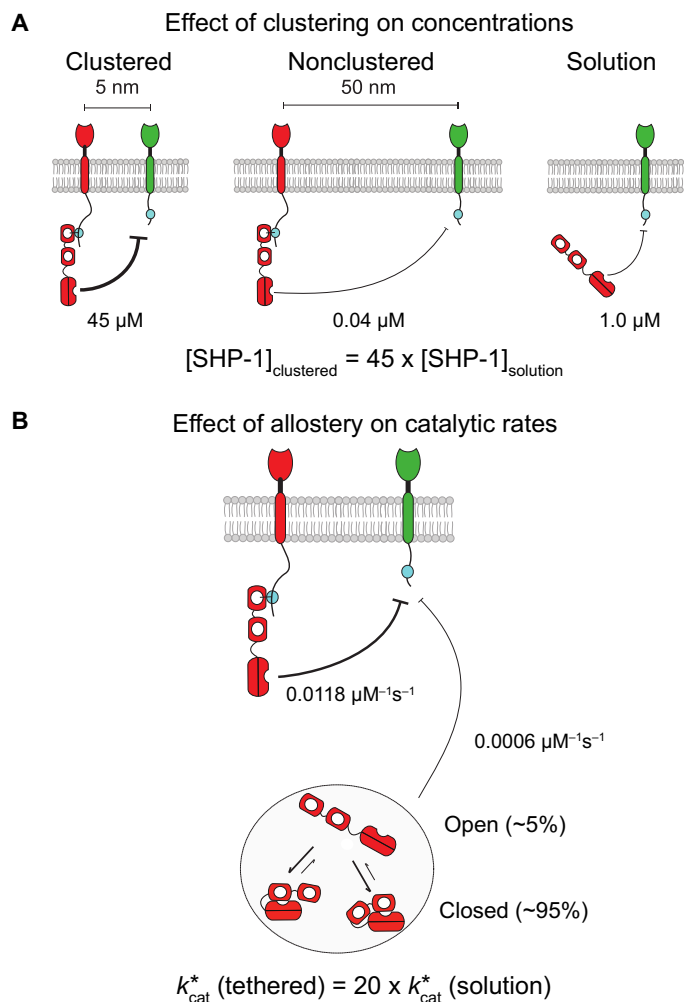 A Effect of clustering on concentrations
Clustered Nonclustered Solution
5 nm 50 nm
45 µM 0.04 µM 1.0 µM
[SHP-1]clustered = 45 x [SHP-1]solution
B Effect of allostery on catalytic rates
0.0118 µM⁻¹s⁻¹
0.0006 µM⁻¹s⁻¹
Open (~5%)
Closed (~95%)
k*cat (tethered) = 20 x k*cat (solution)